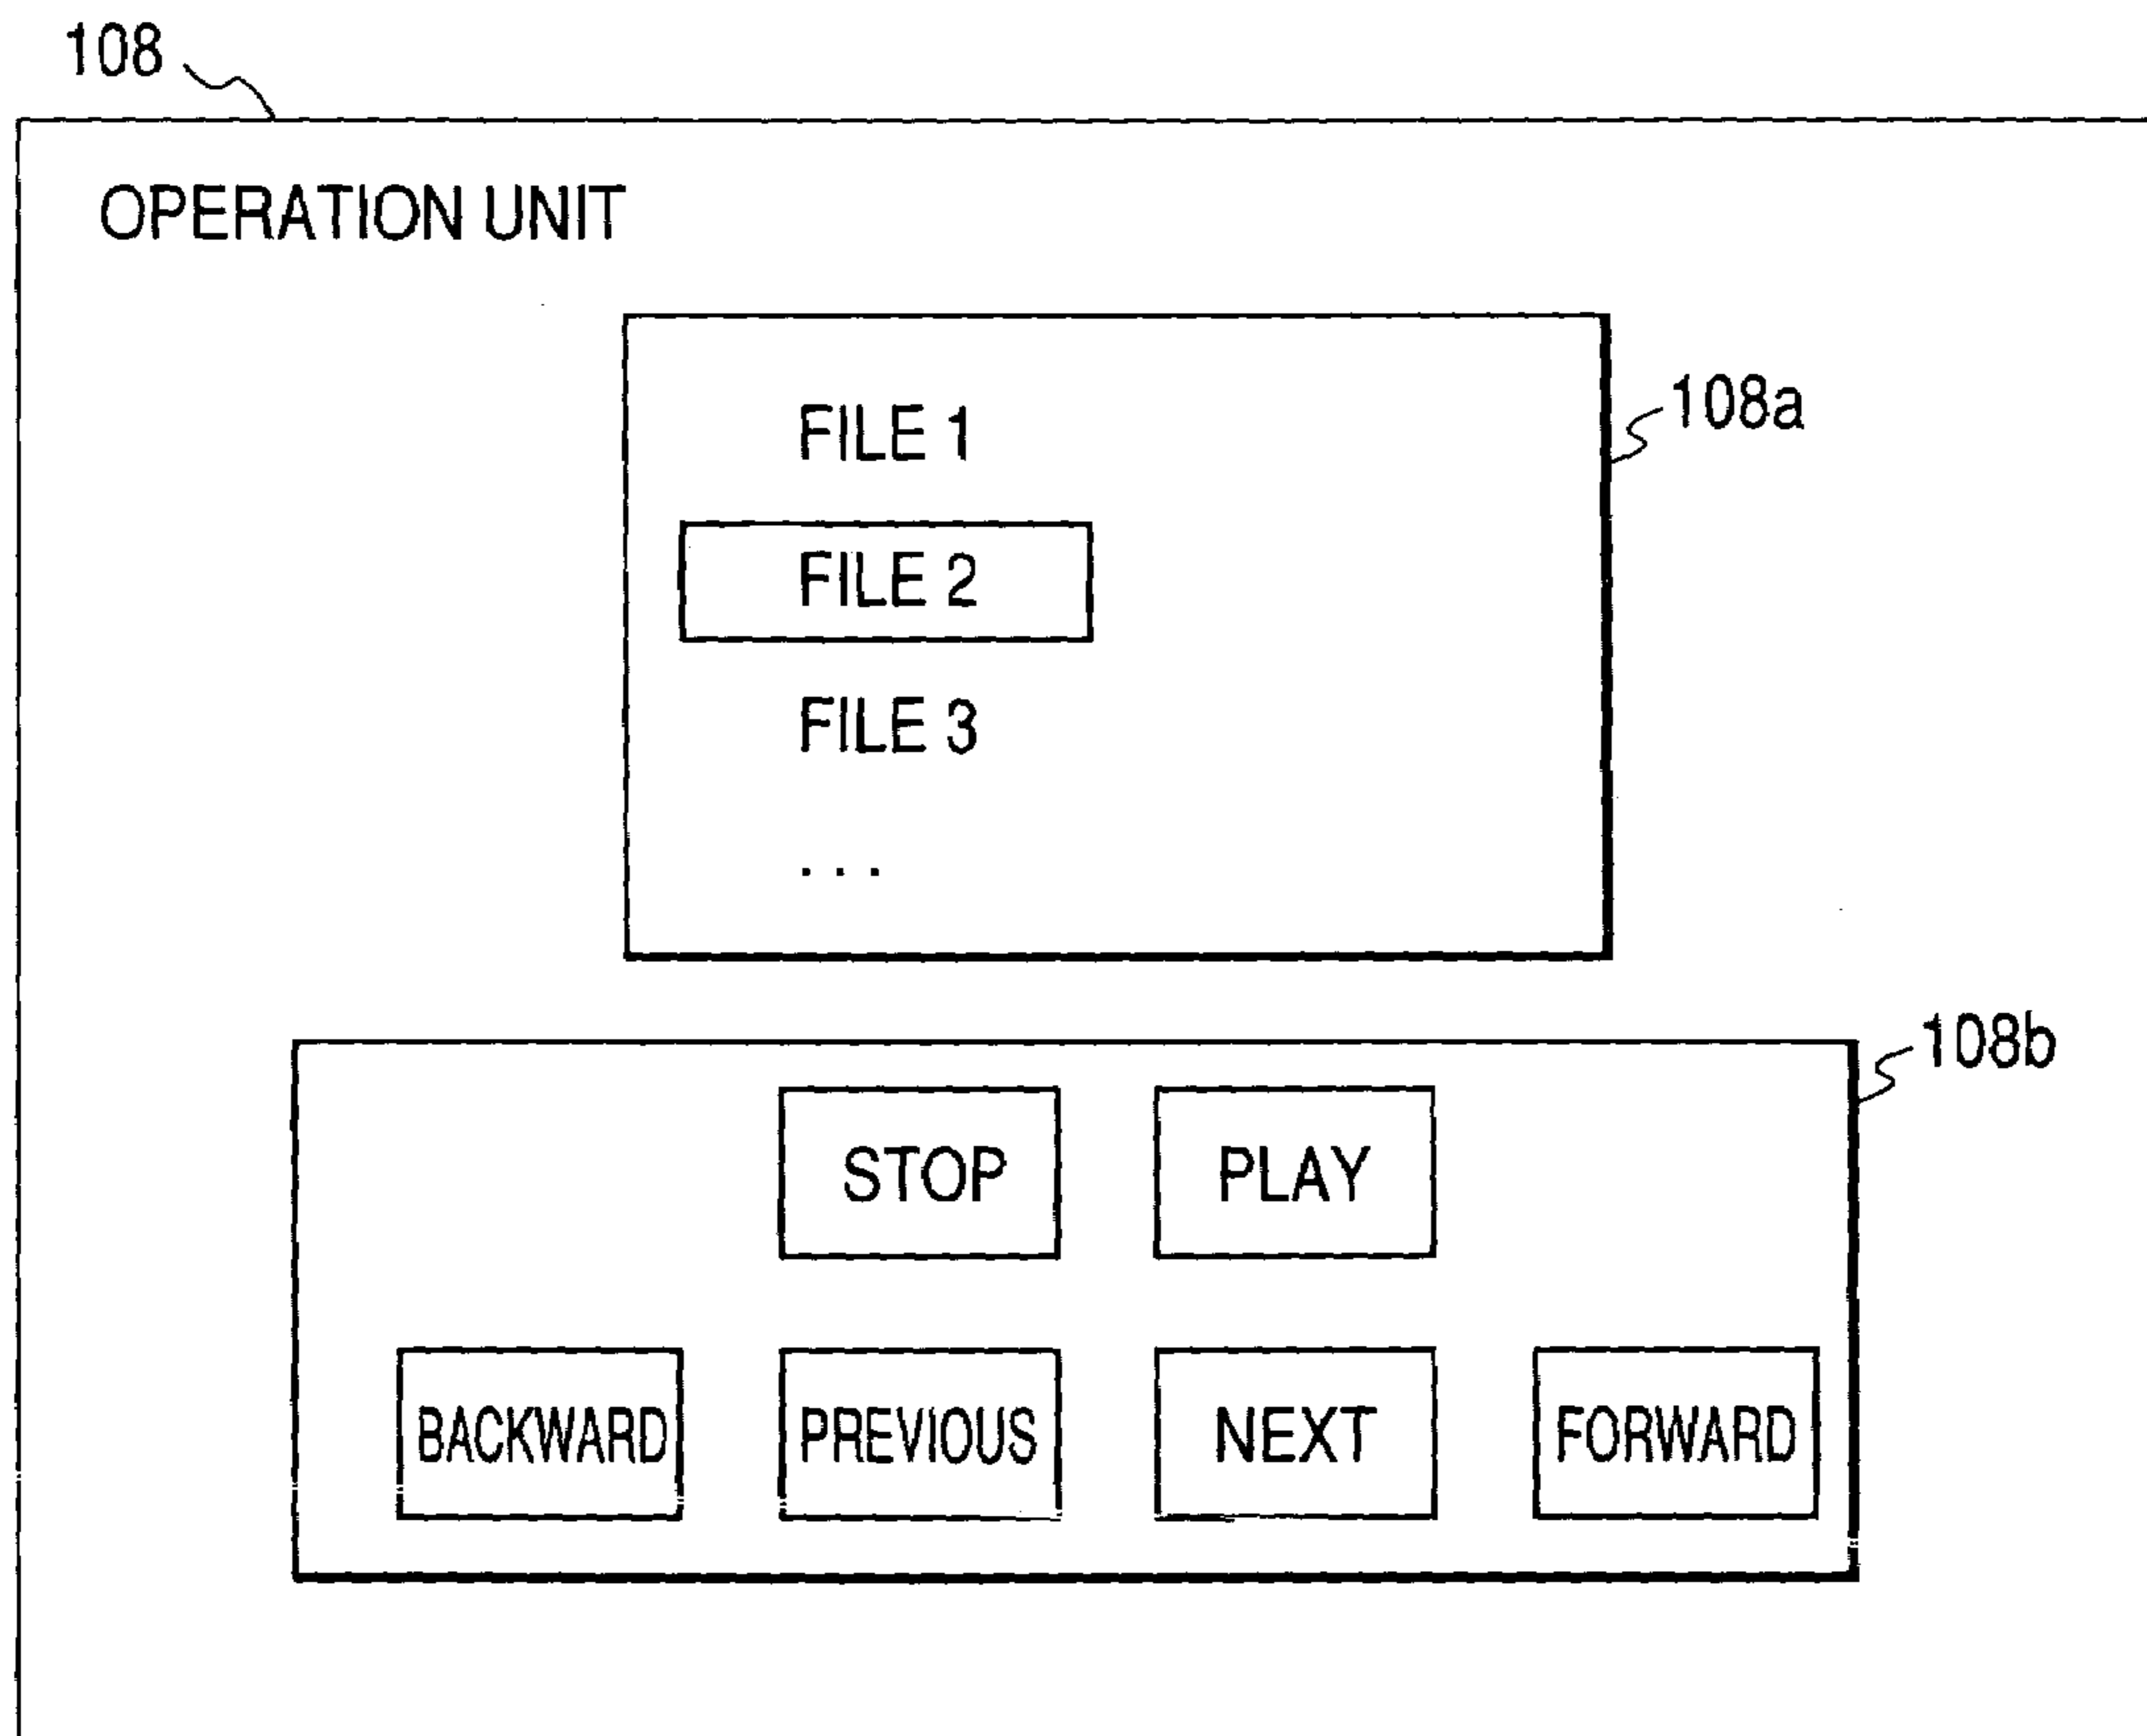 108
OPERATION UNIT
FILE 1
108a
FILE 2
FILE 3
...
108b
STOP PLAY
BACKWARD PREVIOUS NEXT FORWARD